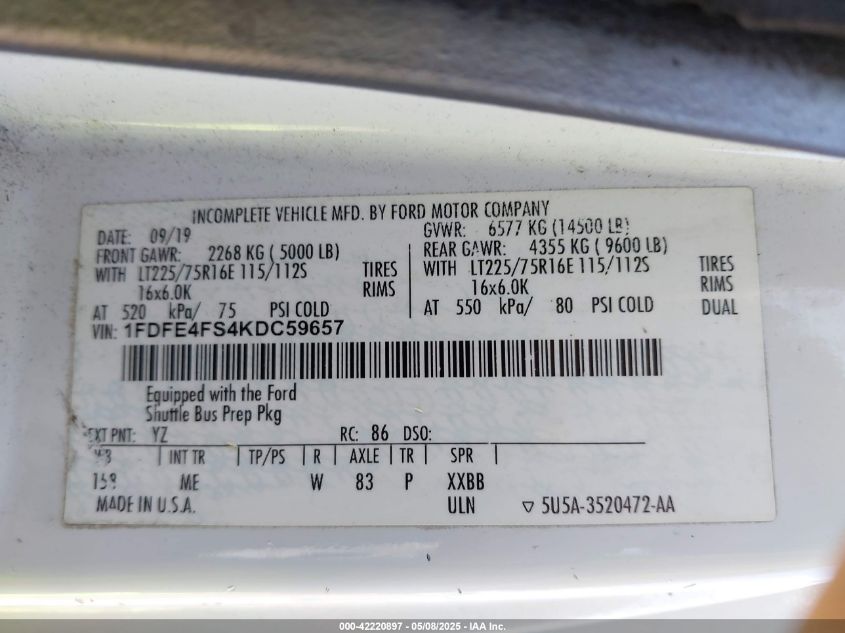 INCOMPLETE VEHICLE MFD. BY FORD MOTOR COMPANY
DATE: 09/19 GVWR: 6577 KG (14500 LB)
FRONT GAWR: 2268 KG ( 5000 LB) REAR GAWR: 4355 KG ( 9600 LB)
WITH LT225/75R16E 115/112S TIRES WITH LT225/75R16E 115/112S TIRES
16x6.0K RIMS 16x6.0K RIMS
AT 520 kPa/ 75 PSI COLD AT 550 kPa/ 80 PSI COLD DUAL
VIN: 1FDFE4FS4KDC59657
Equipped with the Ford
Shuttle Bus Prep Pkg
EXT PNT: YZ RC: 86 DSO:
INT TR TP/PS R AXLE TR SPR
158 ME W 83 P XXBB
MADE IN U.S.A. ULN ▽ 5U5A-3520472-AA
000-42220897 - 05/08/2025 - IAA Inc.